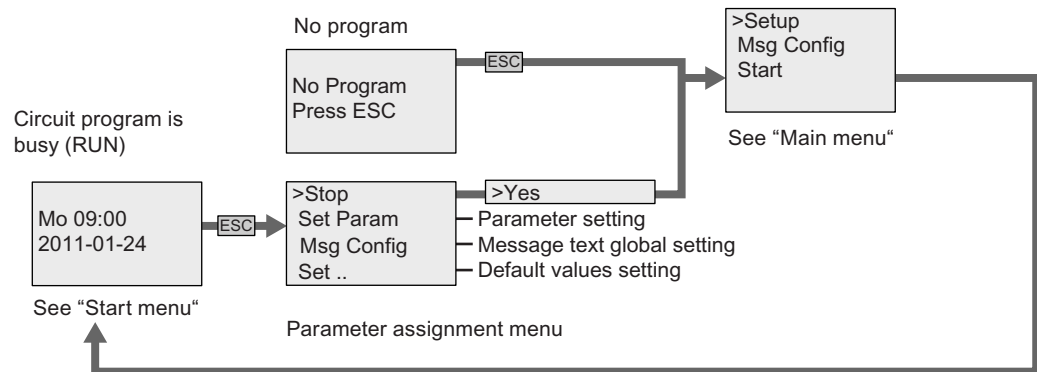 No program
No Program
Press ESC
ESC
>Setup
Msg Config
Start
See “Main menu“
Circuit program is
busy (RUN)
Mo 09:00
2011-01-24
ESC
>Stop
Set Param
Msg Config
Set ..
>Yes
Parameter setting
Message text global setting
Default values setting
See “Start menu“
Parameter assignment menu